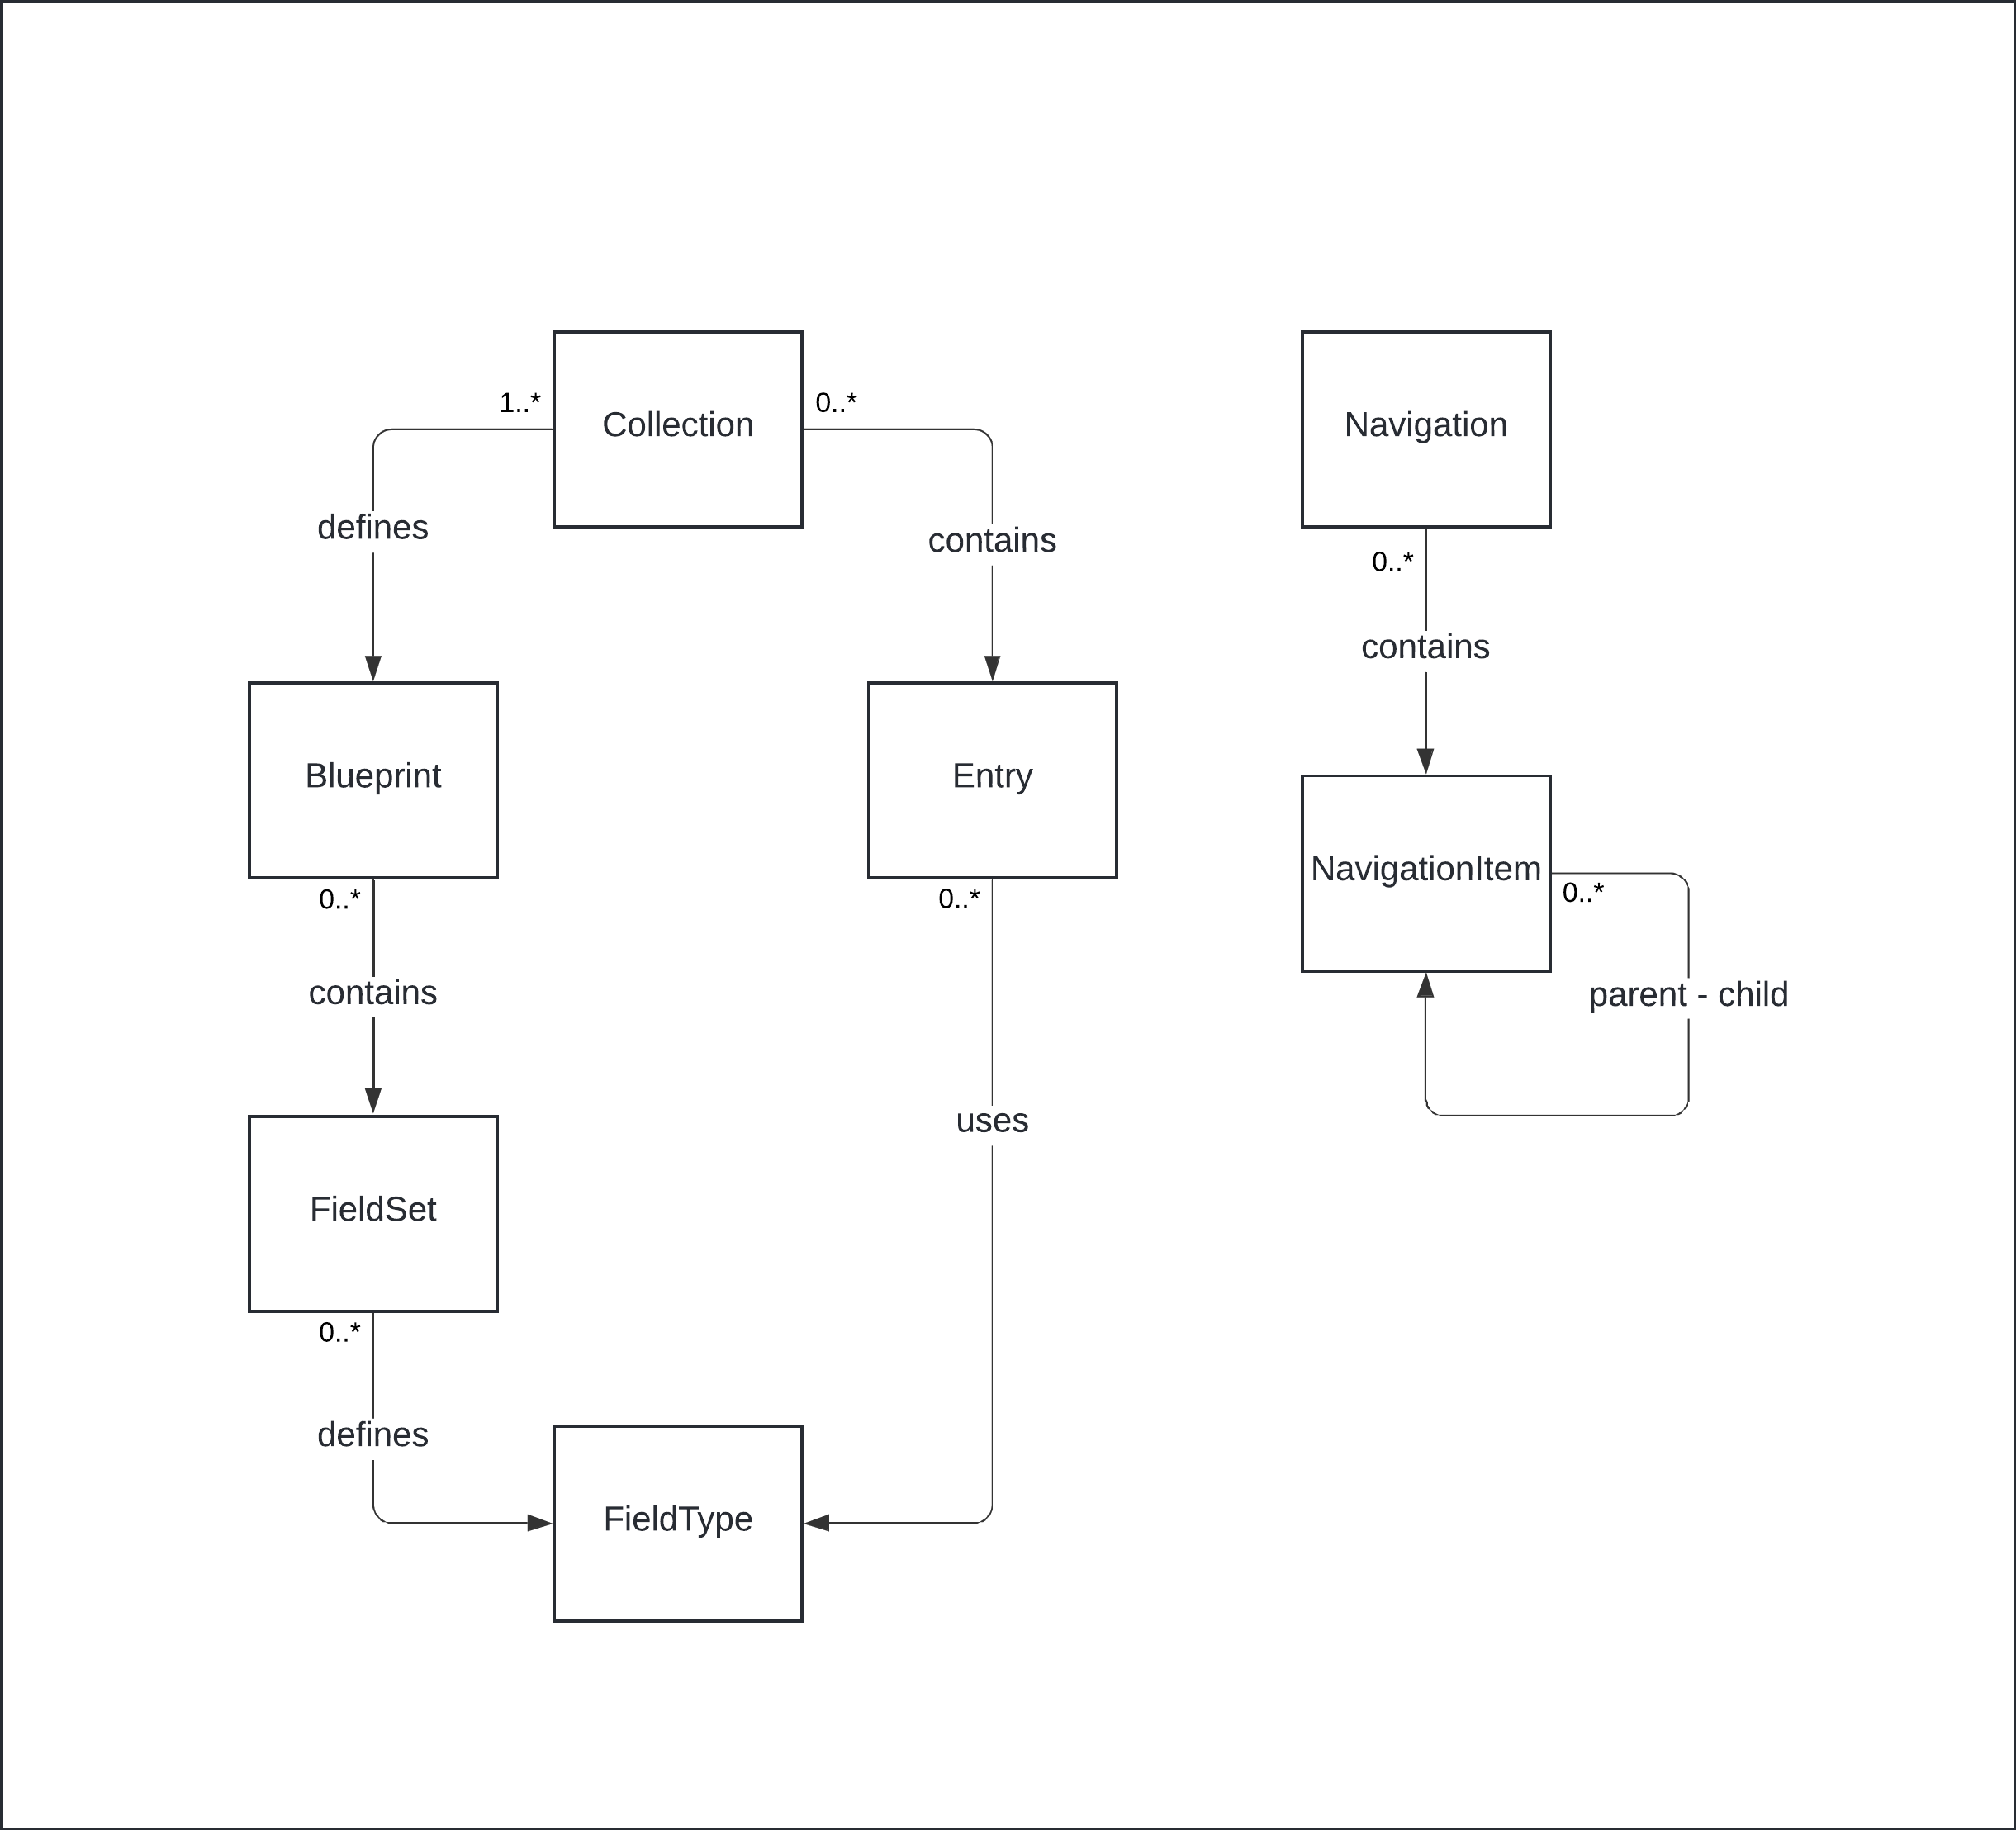 1..*
Collection
0..*
Navigation
defines
contains
0..*
contains
Blueprint
Entry
NavigationItem
0..*
0..*
0..*
contains
parent - child
uses
FieldSet
0..*
defines
FieldType